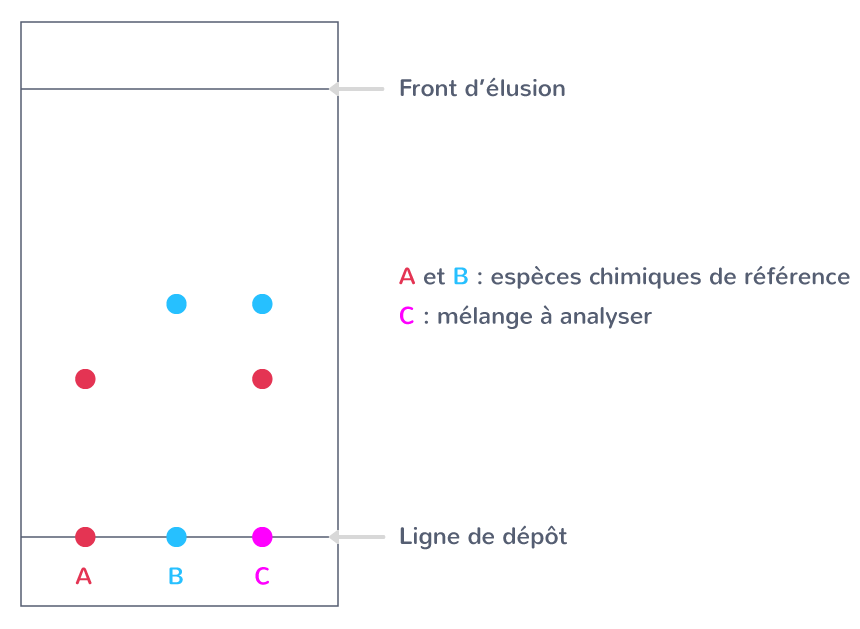 Front d’élusion
A et B : espèces chimiques de référence
C : mélange à analyser
Ligne de dépôt
A B C